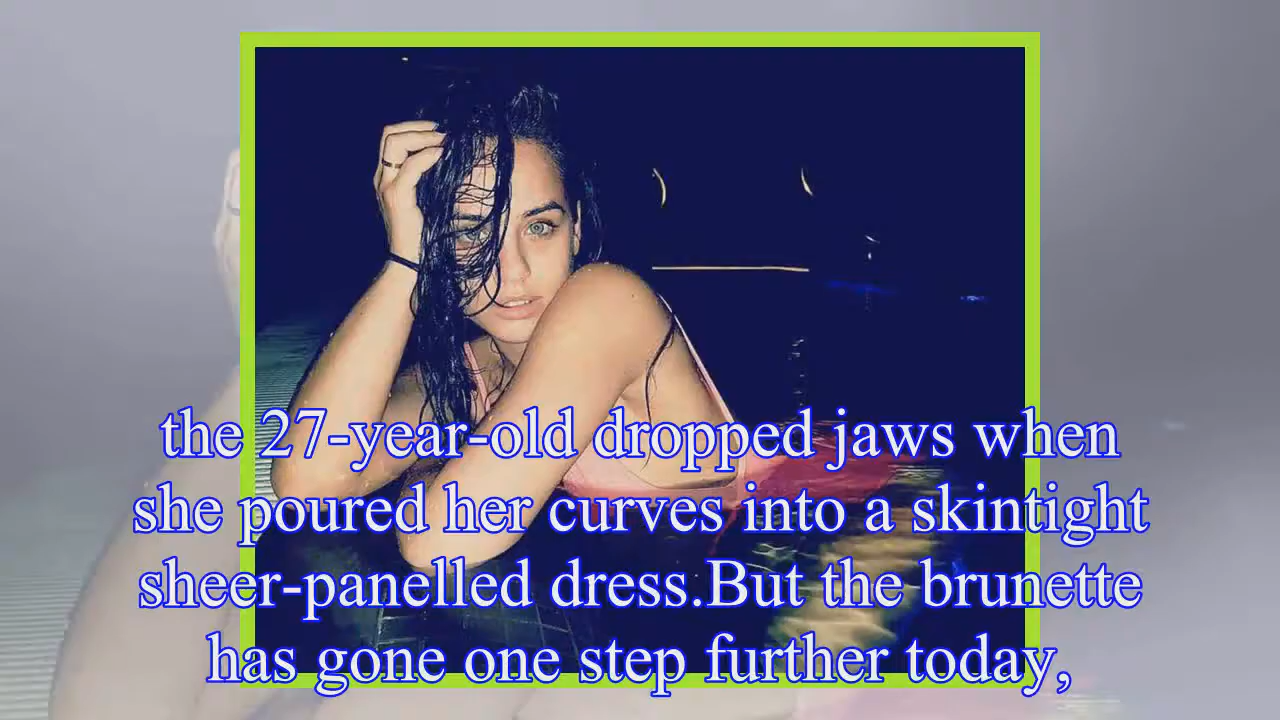 the 27-year-old dropped jaws when
she poured her curves into a skintight
sheer-panelled dress.But the brunette
has gone one step further today,